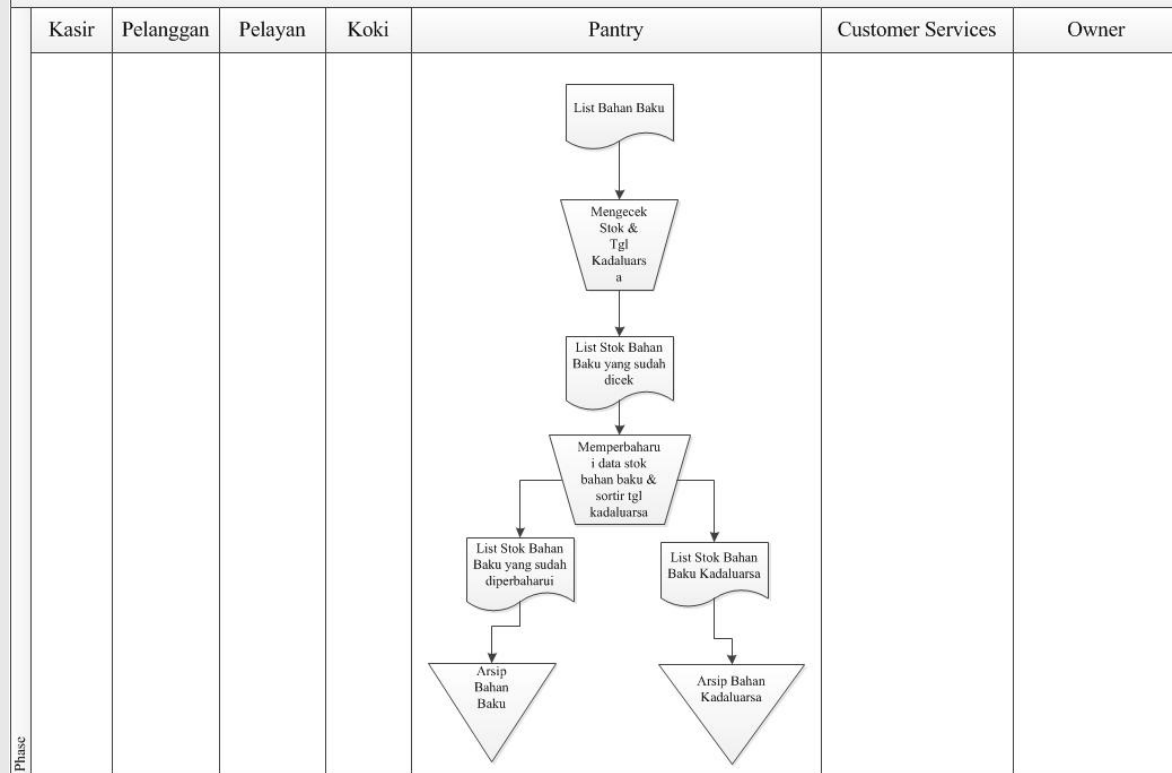 Kasir Pelanggan Pelayan Koki Pantry Customer Services Owner
List Bahan Baku
Mengecek
Stok &
Tgl
Kadaluars
a
List Stok Bahan
Baku yang sudah
dicek
Memperbaharu
i data stok
bahan baku &
sortir tgl
kadaluarsa
List Stok Bahan
Baku yang sudah
diperbaharui
List Stok Bahan
Baku Kadaluarsa
Arsip
Bahan
Baku
Arsip Bahan
Kadaluarsa
Phase